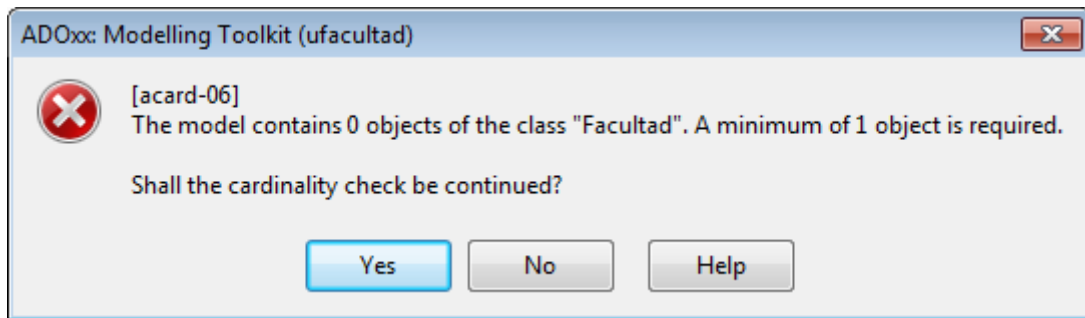 ADOxx: Modelling Toolkit (ufacultad)
[acard-06]
The model contains 0 objects of the class "Facultad". A minimum of 1 object is required.
Shall the cardinality check be continued?
Yes No Help